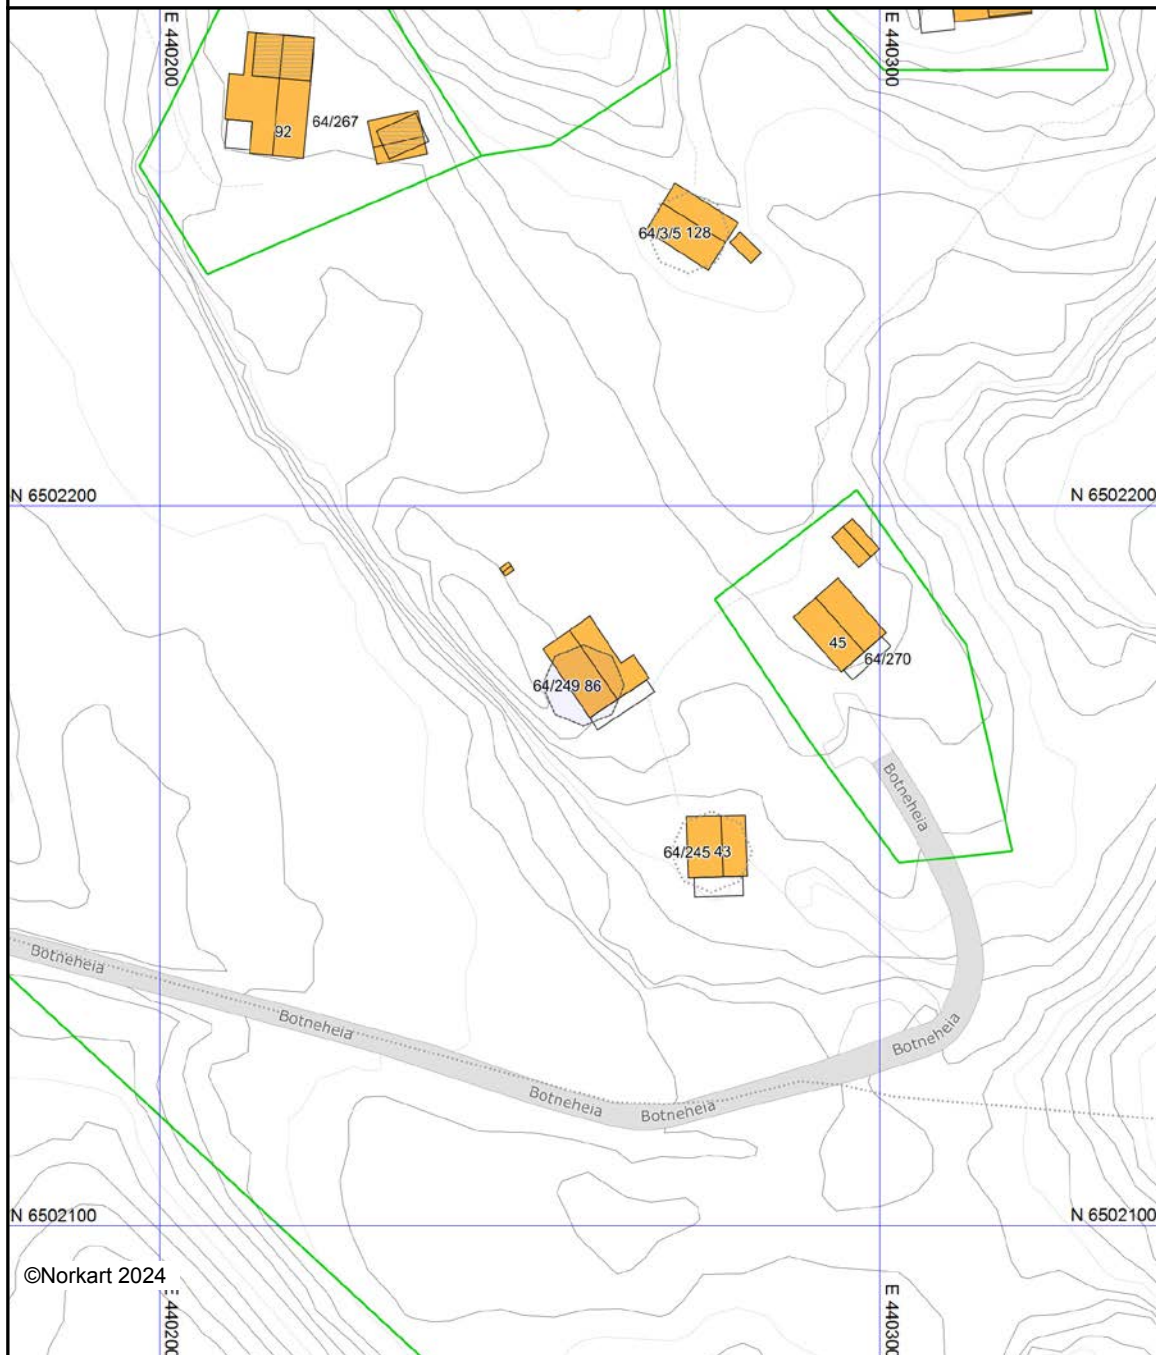 E 440200
E 440300
92
64/267
64/3/5 128
N 6502200
N 6502200
45
64/270
64/249 86
Botneheia
64/245 43
Botneheia
Botneheia
Botneheia
Botneheia
Botneheia
N 6502100
N 6502100
©Norkart 2024
E 440200
E 440300